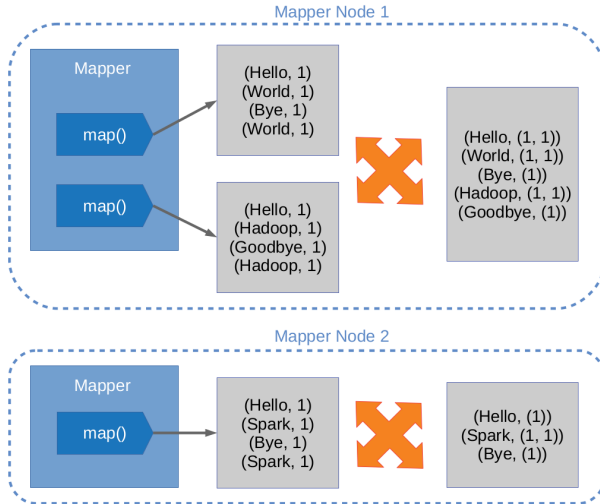 Mapper Node 1
Mapper
map()
map()
(Hello, 1)
(World, 1)
(Bye, 1)
(World, 1)
(Hello, 1)
(Hadoop, 1)
(Goodbye, 1)
(Hadoop, 1)
(Hello, (1, 1))
(World, (1, 1))
(Bye, (1))
(Hadoop, (1, 1))
(Goodbye, (1))
Mapper Node 2
Mapper
map()
(Hello, 1)
(Spark, 1)
(Bye, 1)
(Spark, 1)
(Hello, (1))
(Spark, (1, 1))
(Bye, (1))